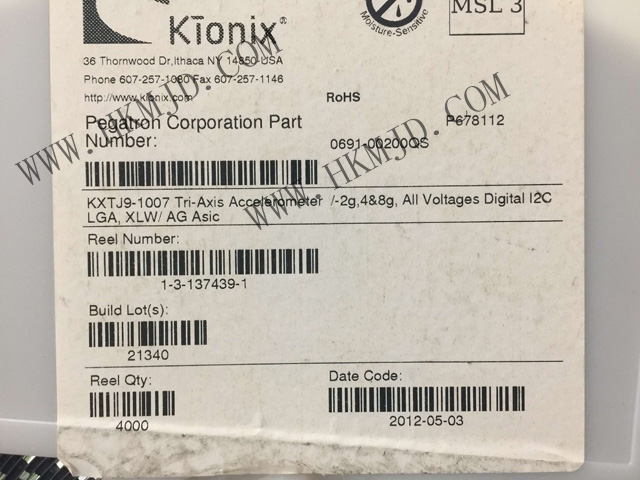 Kionix®
Moisture-Sensitive
MSL 3
36 Thornwood Dr,Ithaca NY 14850 USA
Phone 607-257-1080 Fax 607-257-1146
http://www.kionix.com
RoHS
Pegatron Corporation Part
Number:
P678112
0691-00200QS
KXTJ9-1007 Tri-Axis Accelerometer /-2g,4&8g, All Voltages Digital I2C
LGA, XLW/ AG Asic
Reel Number:
1-3-137439-1
Build Lot(s):
21340
Reel Qty:
4000
Date Code:
2012-05-03
WWW.HKMJD.COM
WWW.HKMJD.COM